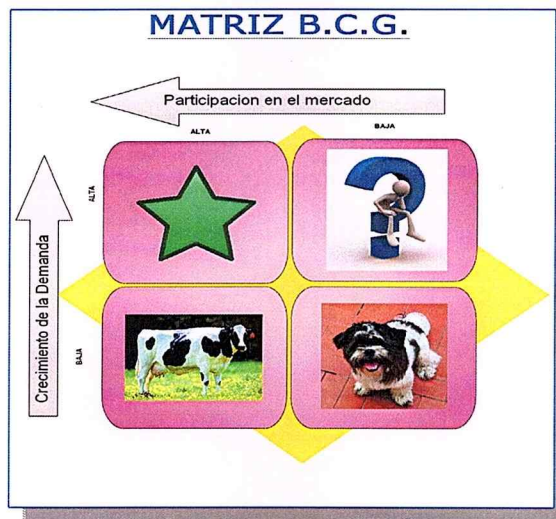 MATRIZ B.C.G.
Participacion en el mercado
ALTA
BAJA
ALTA
Crecimiento de la Demanda
BAJA